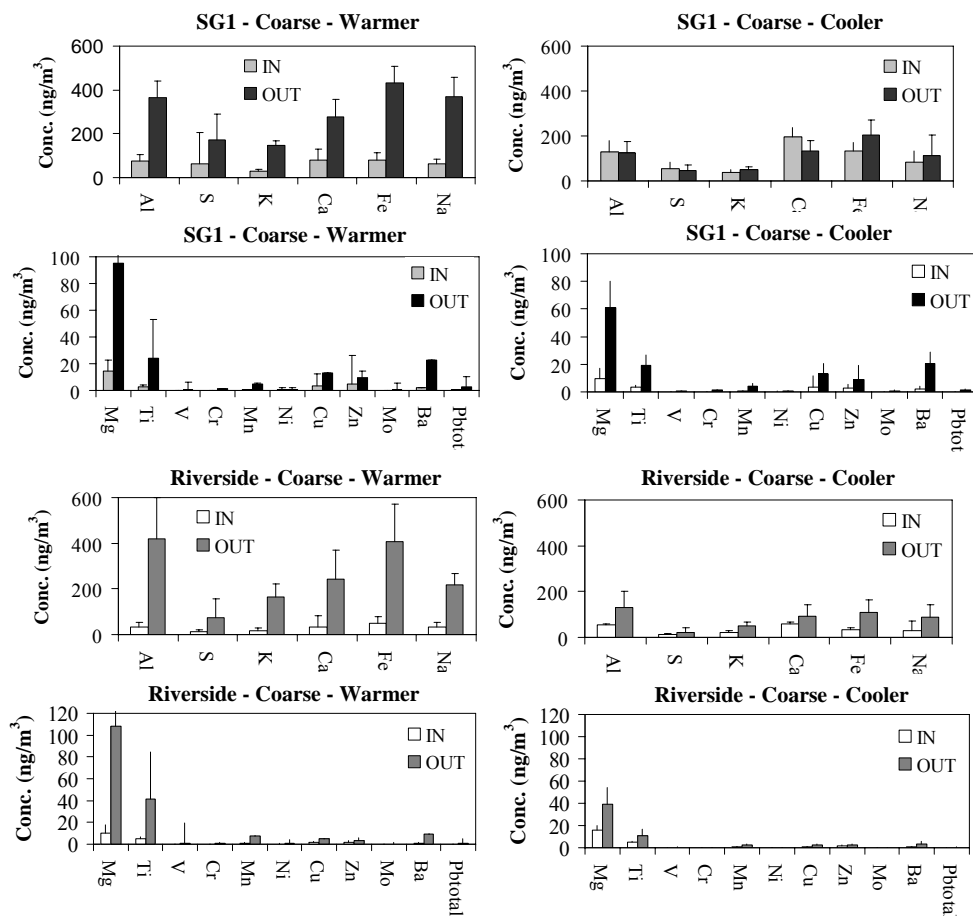 SG1 - Coarse - Warmer
Conc. (ng/m³)
600
400
200
0
IN
OUT
Al
S
K
Ca
Fe
Na
SG1 - Coarse - Cooler
Conc. (ng/m³)
600
400
200
0
IN
OUT
Al
S
K
Ca
Fe
N
SG1 - Coarse - Warmer
Conc. (ng/m³)
100
80
60
40
20
0
IN
OUT
Mg
Ti
V
Cr
Mn
Ni
Cu
Zn
Mo
Ba
Pbtot
SG1 - Coarse - Cooler
Conc. (ng/m³)
100
80
60
40
20
0
IN
OUT
Mg
Ti
V
Cr
Mn
Ni
Cu
Zn
Mo
Ba
Pbtot
Riverside - Coarse - Warmer
Conc. (ng/m³)
600
400
200
0
IN
OUT
Al
S
K
Ca
Fe
Na
Riverside - Coarse - Cooler
Conc. (ng/m³)
600
400
200
0
IN
OUT
Al
S
K
Ca
Fe
Na
Riverside - Coarse - Warmer
Conc. (ng/m³)
120
100
80
60
40
20
0
IN
OUT
Mg
Ti
V
Cr
Mn
Ni
Cu
Zn
Mo
Ba
Pbtotal
Riverside - Coarse - Cooler
Conc. (ng/m³)
120
100
80
60
40
20
0
IN
OUT
Mg
Ti
V
Cr
Mn
Ni
Cu
Zn
Mo
Ba
Pbtotal